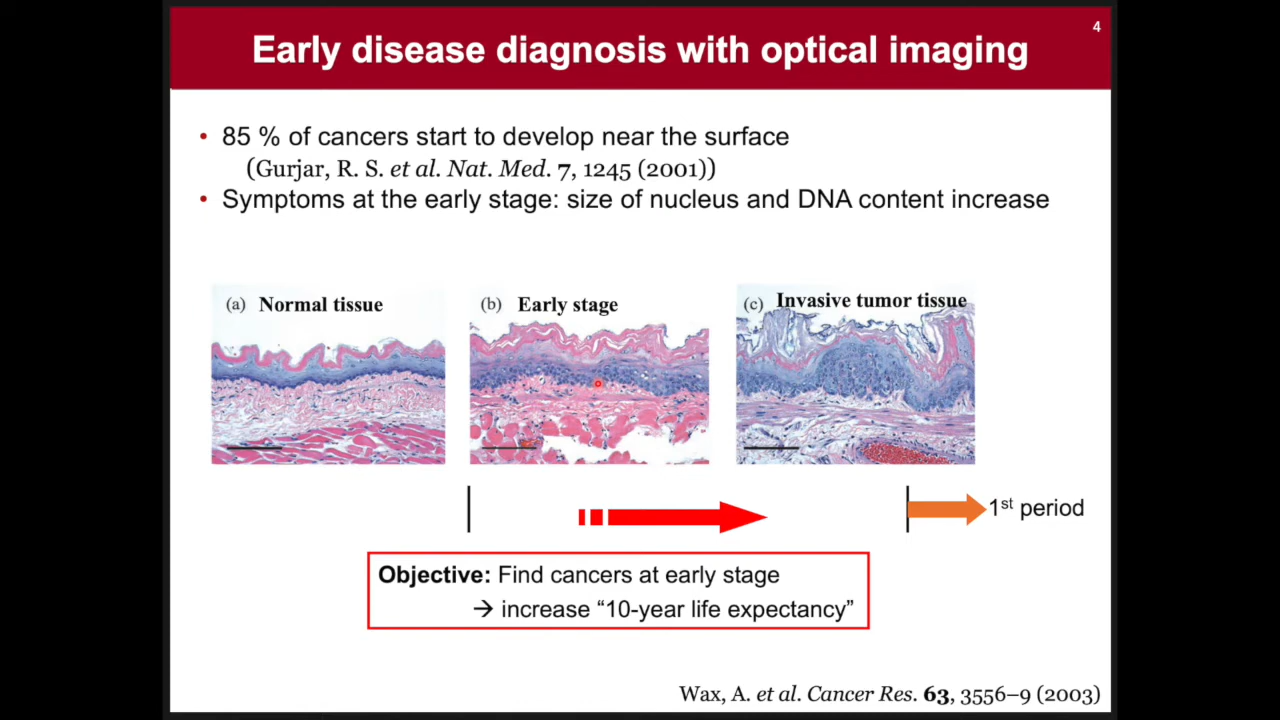 4
Early disease diagnosis with optical imaging
• 85 % of cancers start to develop near the surface
(Gurjar, R. S. et al. Nat. Med. 7, 1245 (2001))
• Symptoms at the early stage: size of nucleus and DNA content increase
(a) Normal tissue
(b) Early stage
(c) Invasive tumor tissue
1st period
Objective: Find cancers at early stage
→ increase “10-year life expectancy”
Wax, A. et al. Cancer Res. 63, 3556–9 (2003)